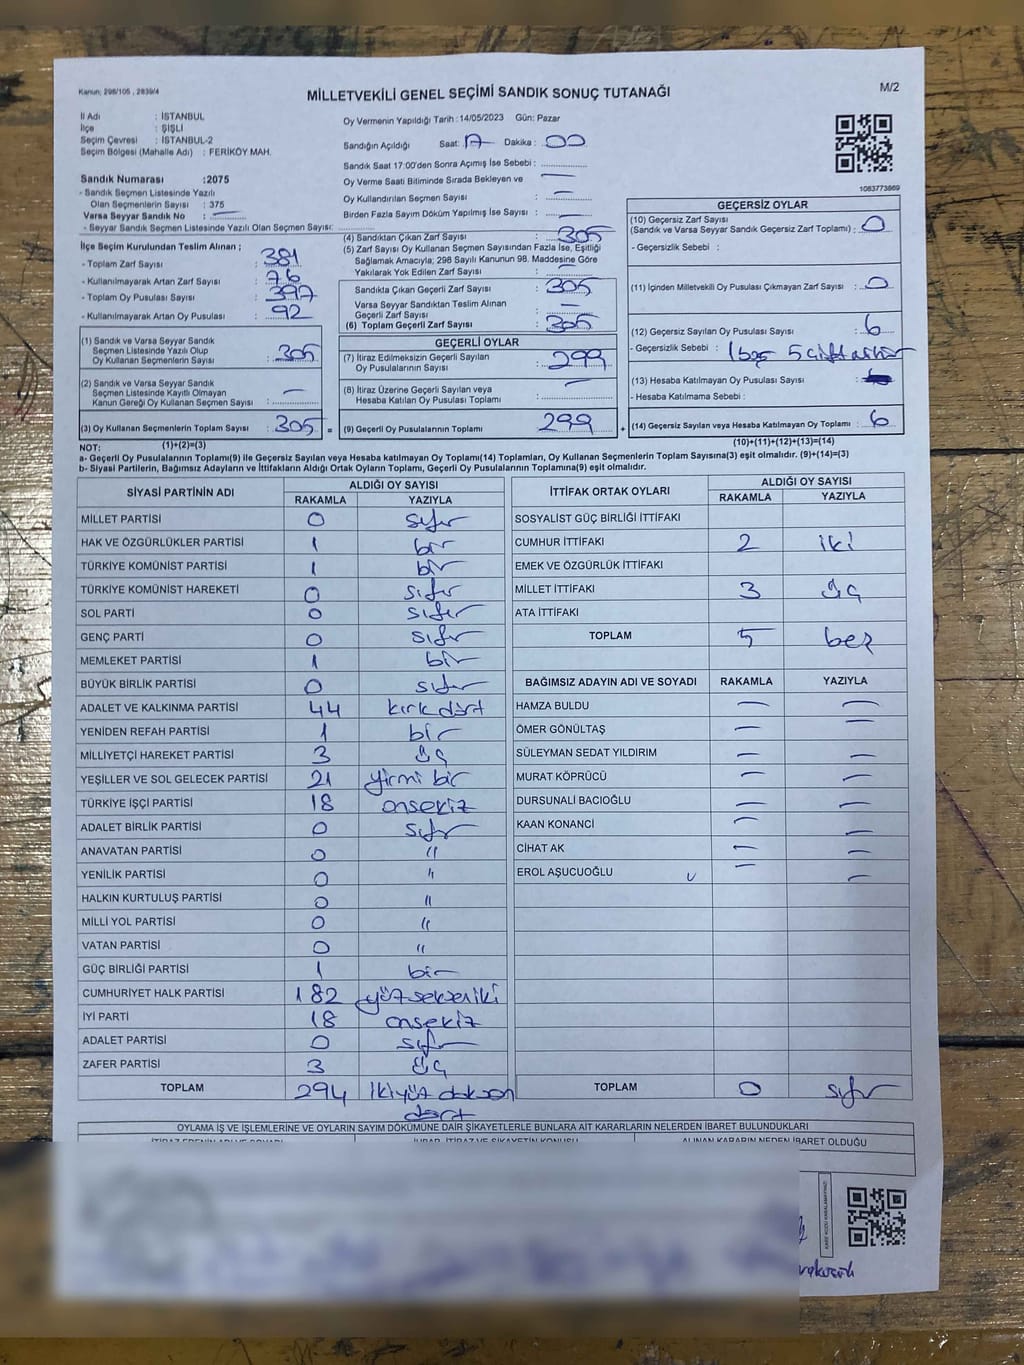 Kanun: 298/105 , 2839/4
MİLLETVEKİLİ GENEL SEÇİMİ SANDIK SONUÇ TUTANAĞI
M/2
İl Adı : İSTANBUL
İlçe : ŞİŞLİ
Seçim Çevresi : İSTANBUL-2
Seçim Bölgesi (Mahalle Adı) : FERİKÖY MAH.
Sandık Numarası :2075
- Sandık Seçmen Listesinde Yazılı
Olan Seçmenlerin Sayısı : 375
Varsa Seyyar Sandık No : —
- Seyyar Sandık Seçmen Listesinde Yazılı Olan Seçmen Sayısı:
Oy Vermenin Yapıldığı Tarih :14/05/2023 Gün: Pazar
Sandığın Açıldığı Saat: 17 Dakika : 00
Sandık Saat 17:00'den Sonra Açımış İse Sebebi :
Oy Verme Saati Bitiminde Sırada Bekleyen ve
Oy Kullandırılan Seçmen Sayısı : —
Birden Fazla Sayım Döküm Yapılmış İse Sayısı : —
1083773869
İlçe Seçim Kurulundan Teslim Alınan ;
- Toplam Zarf Sayısı : 381
- Kullanılmayarak Artan Zarf Sayısı : 76
- Toplam Oy Pusulası Sayısı : 397
- Kullanılmayarak Artan Oy Pusulası : 92
(1) Sandık ve Varsa Seyyar Sandık
Seçmen Listesinde Yazılı Olup
Oy Kullanan Seçmenlerin Sayısı : 305
(2) Sandık ve Varsa Seyyar Sandık
Seçmen Listesinde Kayıtlı Olmayan
Kanun Gereği Oy Kullanan Seçmen Sayısı : —
(3) Oy Kullanan Seçmenlerin Toplam Sayısı : 305 =
(4) Sandıktan Çıkan Zarf Sayısı : 305
(5) Zarf Sayısı Oy Kullanan Seçmen Sayısından Fazla İse, Eşitliği
Sağlamak Amacıyla; 298 Sayılı Kanunun 98. Maddesine Göre
Yakılarak Yok Edilen Zarf Sayısı : —
Sandıkta Çıkan Geçerli Zarf Sayısı : 305
Varsa Seyyar Sandıktan Teslim Alınan
Geçerli Zarf Sayısı : —
(6) Toplam Geçerli Zarf Sayısı : 305
GEÇERLİ OYLAR
(7) İtiraz Edilmeksizin Geçerli Sayılan
Oy Pusulalarının Sayısı : 299
(8) İtiraz Üzerine Geçerli Sayılan veya
Hesaba Katılan Oy Pusulası Toplamı : —
(9) Geçerli Oy Pusulalarının Toplamı : 299 +
GEÇERSİZ OYLAR
(10) Geçersiz Zarf Sayısı
(Sandık ve Varsa Seyyar Sandık Geçersiz Zarf Toplamı) : 0
- Geçersizlik Sebebi :
(11) İçinden Milletvekili Oy Pusulası Çıkmayan Zarf Sayısı : 0
(12) Geçersiz Sayılan Oy Pusulası Sayısı : 6
- Geçersizlik Sebebi : 1 boş 5
(13) Hesaba Katılmayan Oy Pusulası Sayısı :
- Hesaba Katılmama Sebebi :
(14) Geçersiz Sayılan veya Hesaba Katılmayan Oy Toplamı : 6
NOT: (1)+(2)=(3) (10)+(11)+(12)+(13)=(14)
a- Geçerli Oy Pusulalarının Toplamı(9) ile Geçersiz Sayılan veya Hesaba Katılmayan Oy Toplamı(14) Toplamları, Oy Kullanan Seçmenlerin Toplam Sayısına(3) eşit olmalıdır. (9)+(14)=(3)
b- Siyasi Partilerin, Bağımsız Adayların ve İttifakların Aldığı Ortak Oyların Toplamı, Geçerli Oy Pusulalarının Toplamına(9) eşit olmalıdır.
SİYASİ PARTİNİN ADI ALDIĞI OY SAYISI
RAKAMLA YAZIYLA
MİLLET PARTİSİ 0 sıfır
HAK VE ÖZGÜRLÜKLER PARTİSİ 1 bir
TÜRKİYE KOMÜNİST PARTİSİ 1 bir
TÜRKİYE KOMÜNİST HAREKETİ 0 sıfır
SOL PARTİ 0 sıfır
GENÇ PARTİ 0 sıfır
MEMLEKET PARTİSİ 1 bir
BÜYÜK BİRLİK PARTİSİ 0 sıfır
ADALET VE KALKINMA PARTİSİ 44 kırk dört
YENİDEN REFAH PARTİSİ 1 bir
MİLLİYETÇİ HAREKET PARTİSİ 3 üç
YEŞİLLER VE SOL GELECEK PARTİSİ 21 yirmi bir
TÜRKİYE İŞÇİ PARTİSİ 18 onsekiz
ADALET BİRLİK PARTİSİ 0 sıfır
ANAVATAN PARTİSİ 0 "
YENİLİK PARTİSİ 0 "
HALKIN KURTULUŞ PARTİSİ 0 "
MİLLİ YOL PARTİSİ 0 "
VATAN PARTİSİ 0 "
GÜÇ BİRLİĞİ PARTİSİ 1 bir
CUMHURİYET HALK PARTİSİ 182 yüzsekseniki
İYİ PARTİ 18 onsekiz
ADALET PARTİSİ 0 sıfır
ZAFER PARTİSİ 3 üç
TOPLAM 294 ikiyüz doksan
dört
İTTİFAK ORTAK OYLARI ALDIĞI OY SAYISI
RAKAMLA YAZIYLA
SOSYALİST GÜÇ BİRLİĞİ İTTİFAKI
CUMHUR İTTİFAKI 2 iki
EMEK VE ÖZGÜRLÜK İTTİFAKI
MİLLET İTTİFAKI 3 üç
ATA İTTİFAKI
TOPLAM 5 beş
BAĞIMSIZ ADAYIN ADI VE SOYADI RAKAMLA YAZIYLA
HAMZA BULDU — —
ÖMER GÖNÜLTAŞ — —
SÜLEYMAN SEDAT YILDIRIM — —
MURAT KÖPRÜCÜ — —
DURSUNALİ BACIOĞLU — —
KAAN KONANCİ — —
CİHAT AK — —
EROL AŞUCUOĞLU — —
TOPLAM 0 sıfır
OYLAMA İŞ VE İŞLEMLERİNE VE OYLARIN SAYIM DÖKÜMÜNE DAİR ŞİKAYETLERLE BUNLARA AİT KARARLARIN NELERDEN İBARET BULUNDUKLARI
ALINAN KARARIN NEDEN İBARET OLDUĞU